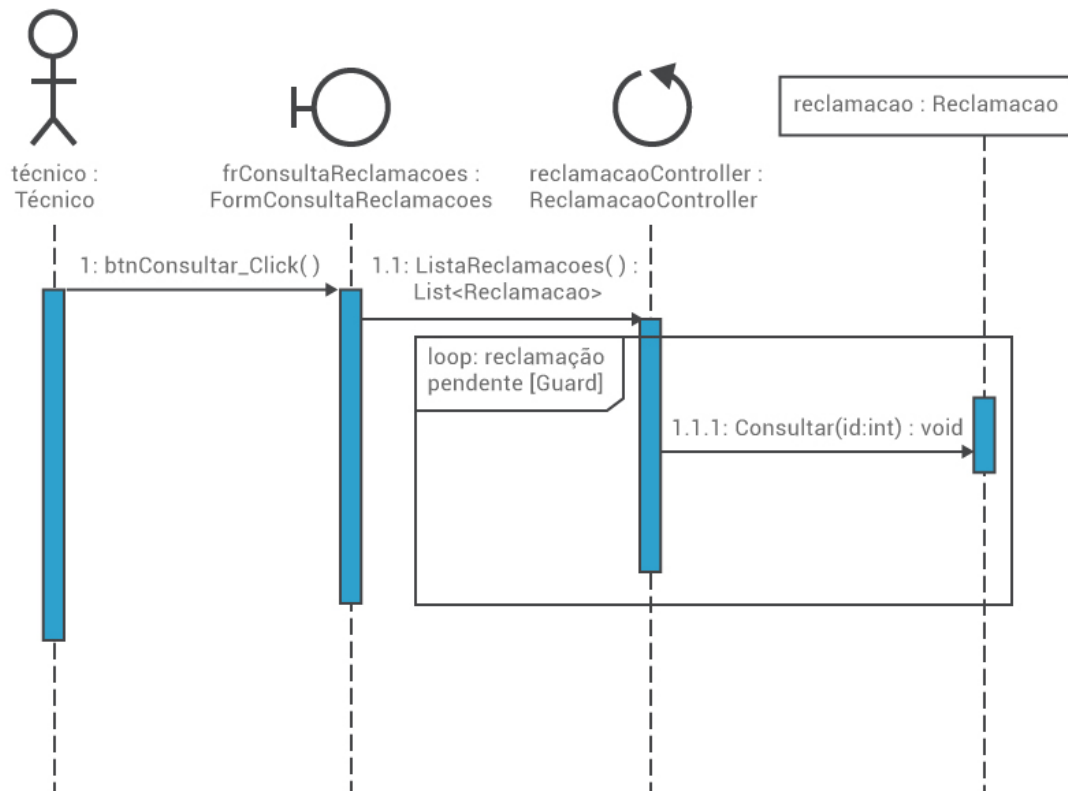 reclamacao : Reclamacao
técnico :
Técnico
frConsultaReclamacoes :
FormConsultaReclamacoes
reclamacaoController :
ReclamacaoController
1: btnConsultar_Click( )
1.1: ListaReclamacoes( ) :
List<Reclamacao>
loop: reclamação
pendente [Guard]
1.1.1: Consultar(id:int) : void